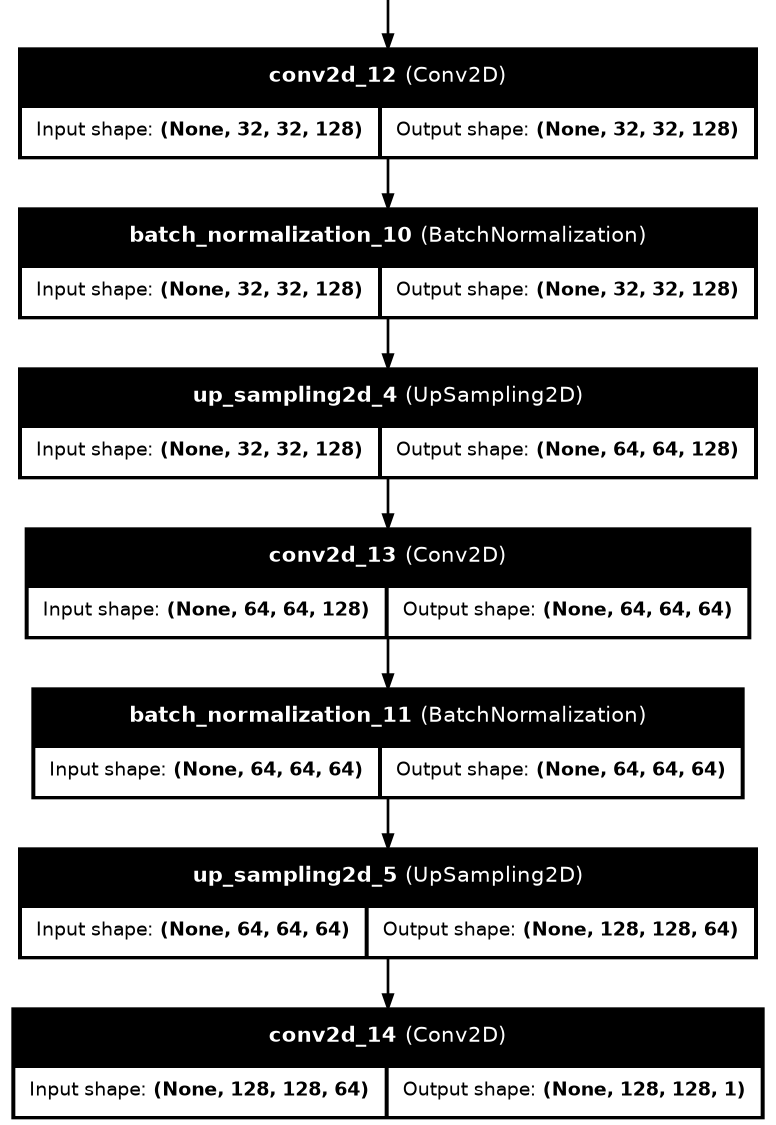 conv2d_12 (Conv2D)
Input shape: (None, 32, 32, 128) Output shape: (None, 32, 32, 128)
batch_normalization_10 (BatchNormalization)
Input shape: (None, 32, 32, 128) Output shape: (None, 32, 32, 128)
up_sampling2d_4 (UpSampling2D)
Input shape: (None, 32, 32, 128) Output shape: (None, 64, 64, 128)
conv2d_13 (Conv2D)
Input shape: (None, 64, 64, 128) Output shape: (None, 64, 64, 64)
batch_normalization_11 (BatchNormalization)
Input shape: (None, 64, 64, 64) Output shape: (None, 64, 64, 64)
up_sampling2d_5 (UpSampling2D)
Input shape: (None, 64, 64, 64) Output shape: (None, 128, 128, 64)
conv2d_14 (Conv2D)
Input shape: (None, 128, 128, 64) Output shape: (None, 128, 128, 1)